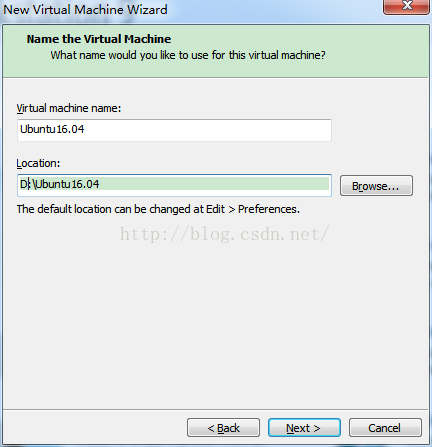 New Virtual Machine Wizard
Name the Virtual Machine
What name would you like to use for this virtual machine?
Virtual machine name:
Ubuntu16.04
Location:
D:\Ubuntu16.04
Browse...
The default location can be changed at Edit > Preferences.
http://blog.csdn.net/
< Back
Next >
Cancel